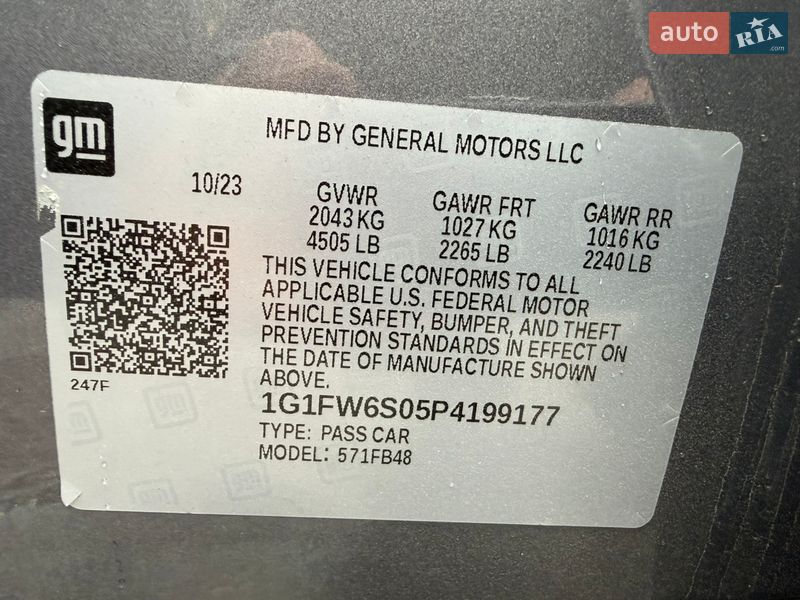 auto RIA .com
gm
MFD BY GENERAL MOTORS LLC
10/23
GVWR
2043 KG
4505 LB
GAWR FRT
1027 KG
2265 LB
GAWR RR
1016 KG
2240 LB
THIS VEHICLE CONFORMS TO ALL
APPLICABLE U.S. FEDERAL MOTOR
VEHICLE SAFETY, BUMPER, AND THEFT
PREVENTION STANDARDS IN EFFECT ON
THE DATE OF MANUFACTURE SHOWN
ABOVE.
247F
1G1FW6S05P4199177
TYPE: PASS CAR
MODEL: 571FB48